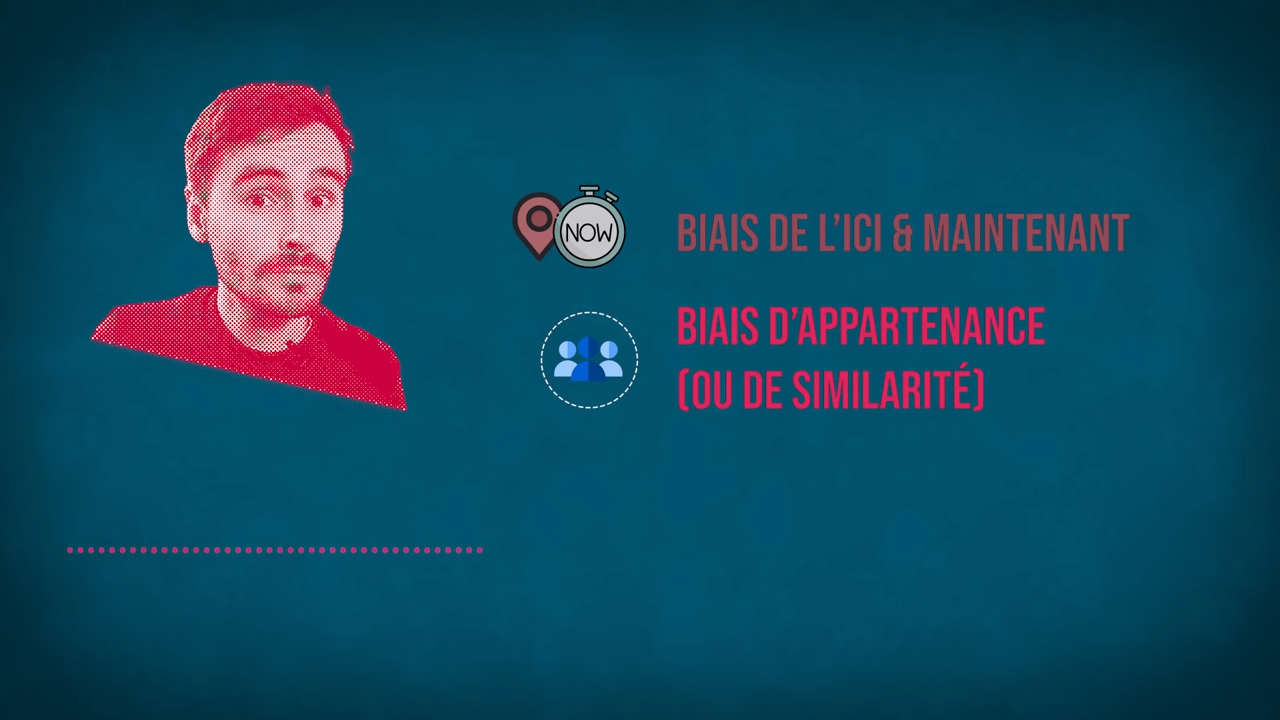 NOW
BIAIS DE L'ICI & MAINTENANT
BIAIS D'APPARTENANCE
(OU DE SIMILARITÉ)